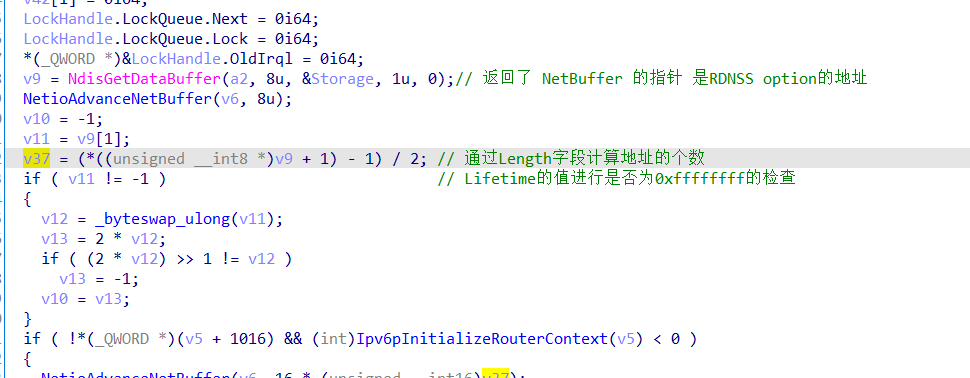 v42[1] = 0i64;
LockHandle.LockQueue.Next = 0i64;
LockHandle.LockQueue.Lock = 0i64;
*(_QWORD *)&LockHandle.OldIrql = 0i64;
v9 = NdisGetDataBuffer(a2, 8u, &Storage, 1u, 0);// 返回了 NetBuffer 的指针 是RDNSS option的地址
NetioAdvanceNetBuffer(v6, 8u);
v10 = -1;
v11 = v9[1];
v37 = (*((unsigned __int8 *)v9 + 1) - 1) / 2; // 通过Length字段计算地址的个数
if ( v11 != -1 ) // Lifetime的值进行是否为0xffffffff的检查
{
v12 = _byteswap_ulong(v11);
v13 = 2 * v12;
if ( (2 * v12) >> 1 != v12 )
v13 = -1;
v10 = v13;
}
if ( !*(_QWORD *)(v5 + 1016) && (int)Ipv6pInitializeRouterContext(v5) < 0 )
{
NetioAdvanceNetBuffer(v6, 16 * (unsigned __int16)v37);